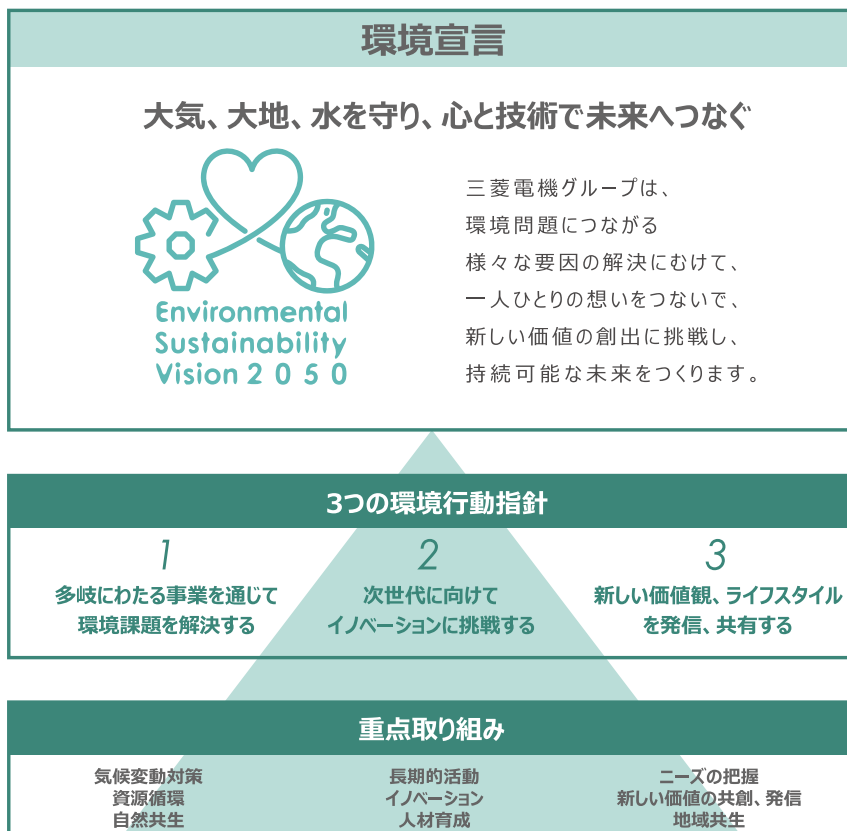 環境宣言
大気、大地、水を守り、心と技術で未来へつなぐ
Environmental
Sustainability
Vision 2050
三菱電機グループは、
環境問題につながる
様々な要因の解決にむけて、
一人ひとりの想いをつないで、
新しい価値の創出に挑戦し、
持続可能な未来をつくります。
3つの環境行動指針
1
多岐にわたる事業を通じて
環境課題を解決する
2
次世代に向けて
イノベーションに挑戦する
3
新しい価値観、ライフスタイル
を発信、共有する
重点取り組み
気候変動対策
資源循環
自然共生
長期的活動
イノベーション
人材育成
ニーズの把握
新しい価値の共創、発信
地域共生